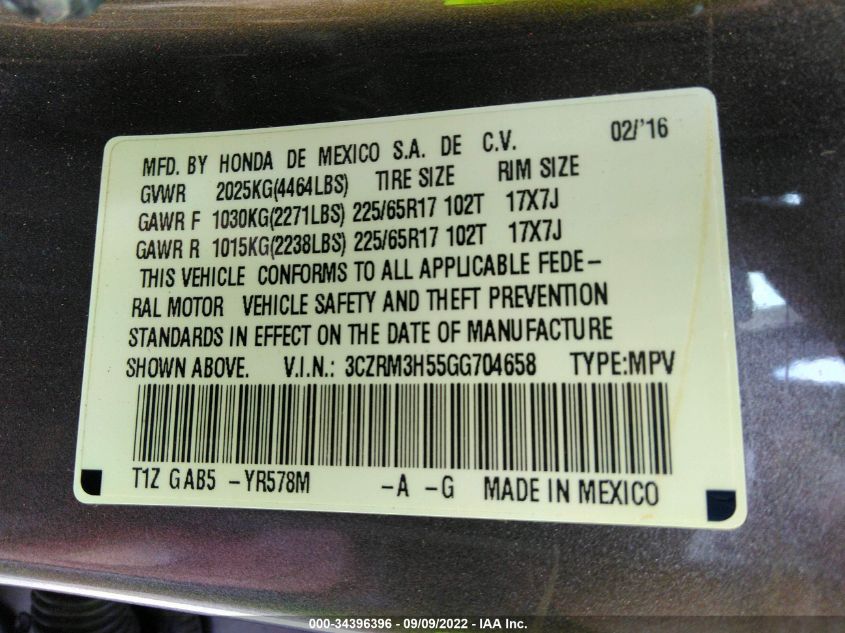 02/'16
MFD. BY HONDA DE MEXICO S.A. DE C.V.
GVWR 2025KG(4464LBS) TIRE SIZE RIM SIZE
GAWR F 1030KG(2271LBS) 225/65R17 102T 17X7J
GAWR R 1015KG(2238LBS) 225/65R17 102T 17X7J
THIS VEHICLE CONFORMS TO ALL APPLICABLE FEDE-
RAL MOTOR VEHICLE SAFETY AND THEFT PREVENTION
STANDARDS IN EFFECT ON THE DATE OF MANUFACTURE
SHOWN ABOVE. V.I.N.: 3CZRM3H55GG704658 TYPE:MPV
T1Z GAB5 -YR578M -A -G MADE IN MEXICO
000-34396396 - 09/09/2022 - IAA Inc.